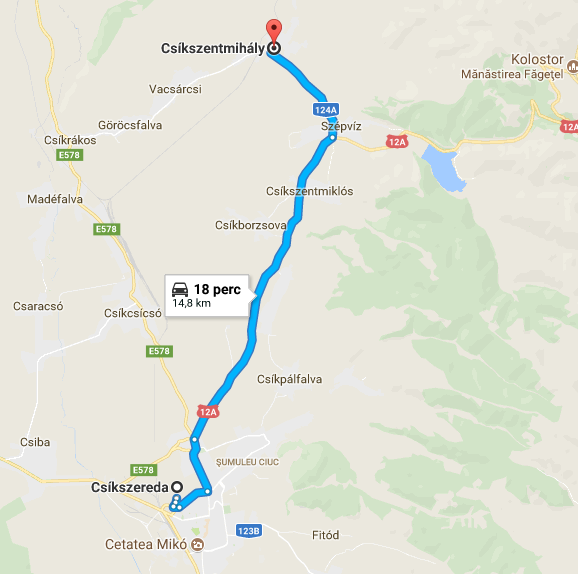 Csíkszentmihály
Kolostor
Mănăstirea Făgețel
Vacsárcsi
124A
Göröcsfalva
Szépvíz
12A
12A
Csíkrákos
E578
Madéfalva
Csíkszentmiklós
Csíkborzsova
E578
18 perc
14,8 km
Csaracsó
Csíkcsicsó
E578
Csíkpálfalva
12A
Csiba
E578
ȘUMULEU CIUC
Csíkszereda
123B
Fitód
Cetatea Mikó